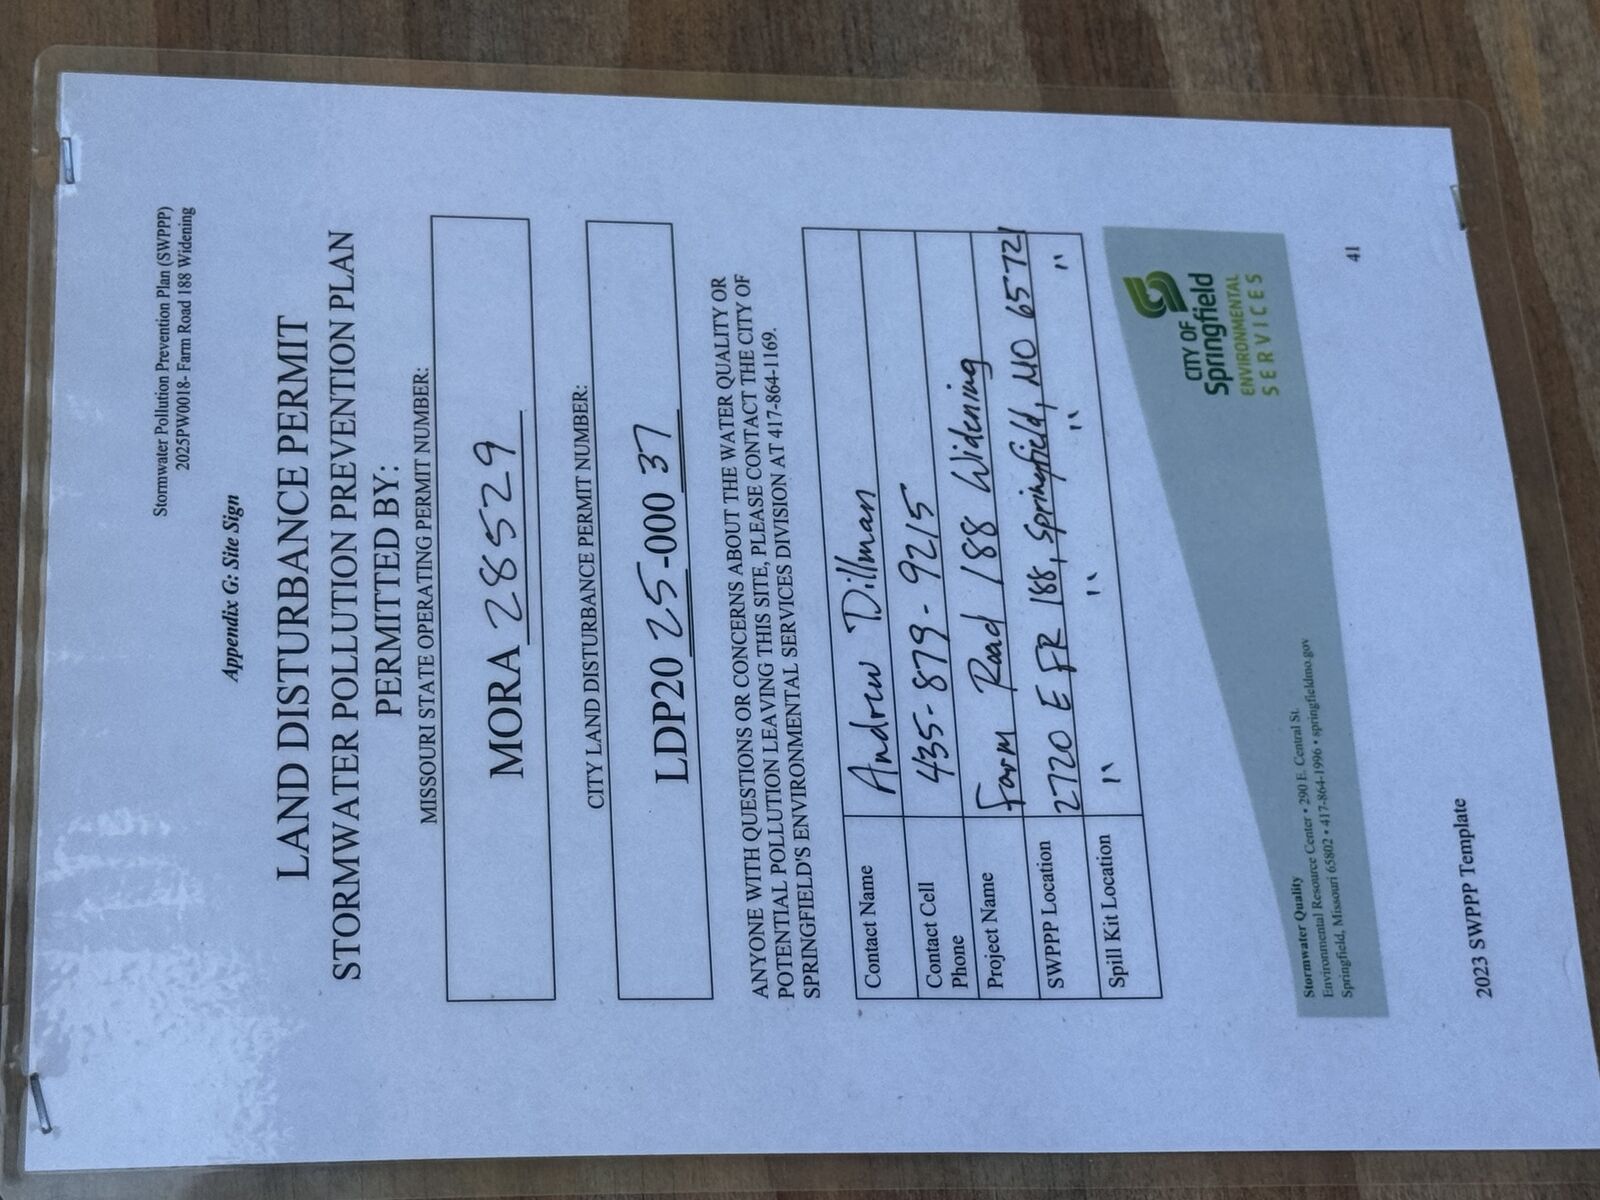 Stormwater Pollution Prevention Plan (SWPPP)
2025PW0018- Farm Road 188 Widening
Appendix G: Site Sign
LAND DISTURBANCE PERMIT
STORMWATER POLLUTION PREVENTION PLAN
PERMITTED BY:
MISSOURI STATE OPERATING PERMIT NUMBER:
MORA 28529
CITY LAND DISTURBANCE PERMIT NUMBER:
LDP20 25-000 37
ANYONE WITH QUESTIONS OR CONCERNS ABOUT THE WATER QUALITY OR
POTENTIAL POLLUTION LEAVING THIS SITE, PLEASE CONTACT THE CITY OF
SPRINGFIELD'S ENVIRONMENTAL SERVICES DIVISION AT 417-864-1169.
Contact Name Andrew Dillman
Contact Cell
Phone 435-879-9215
Project Name Farm Road 188 Widening
SWPPP Location 2720 E FR 188, Springfield, MO 65721
Spill Kit Location " " " "
CITY OF
Springfield
ENVIRONMENTAL
SERVICES
Stormwater Quality
Environmental Resource Center • 290 E. Central St.
Springfield, Missouri 65802 • 417-864-1996 • springfieldmo.gov
41
2023 SWPPP Template